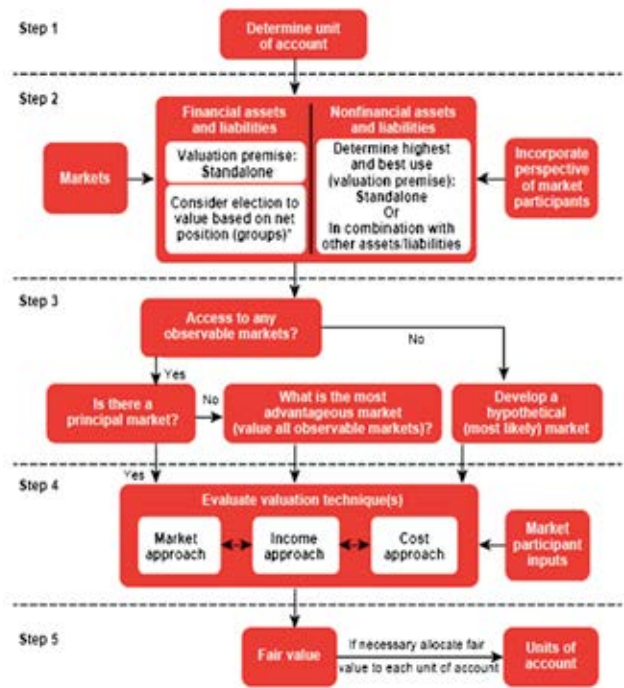 Step 1
Determine unit
of account
Step 2
Markets
Financial assets
and liabilities
Valuation premise:
Standalone
Consider election to
value based on net
position (groups)*
Nonfinancial assets
and liabilities
Determine highest
and best use
(valuation premise):
Standalone
Or
In combination with
other assets/liabilities
Incorporate
perspective
of market
participants
Step 3
Access to any
observable markets?
No
Yes
Is there a
principal market?
No
What is the most
advantageous market
(value all observable markets)?
Develop a
hypothetical
(most likely) market
Yes
Step 4
Evaluate valuation technique(s)
Market
approach
Income
approach
Cost
approach
Market
participant
inputs
Step 5
Fair value
If necessary allocate fair
value to each unit of account
Units of
account